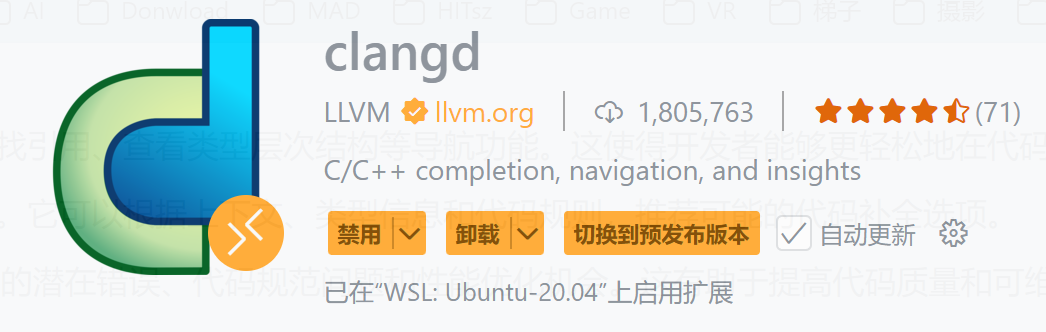 AI Donwload MAD HITsz Game VR 梯子 摄影
clangd
LLVM llvm.org 1,805,763 (71)
找引用、查看类型层次结构等导航功能。这使得开发者能够更轻松地在代码
C/C++ completion, navigation, and insights
。它可以根据上下文、类型信息和代码规则，推荐可能的代码补全选项。
禁用 卸载 切换到预发布版本 自动更新
的潜在错误、代码规范问题和性能优化机会。这有助于提高代码质量和可维
已在“WSL: Ubuntu-20.04”上启用扩展